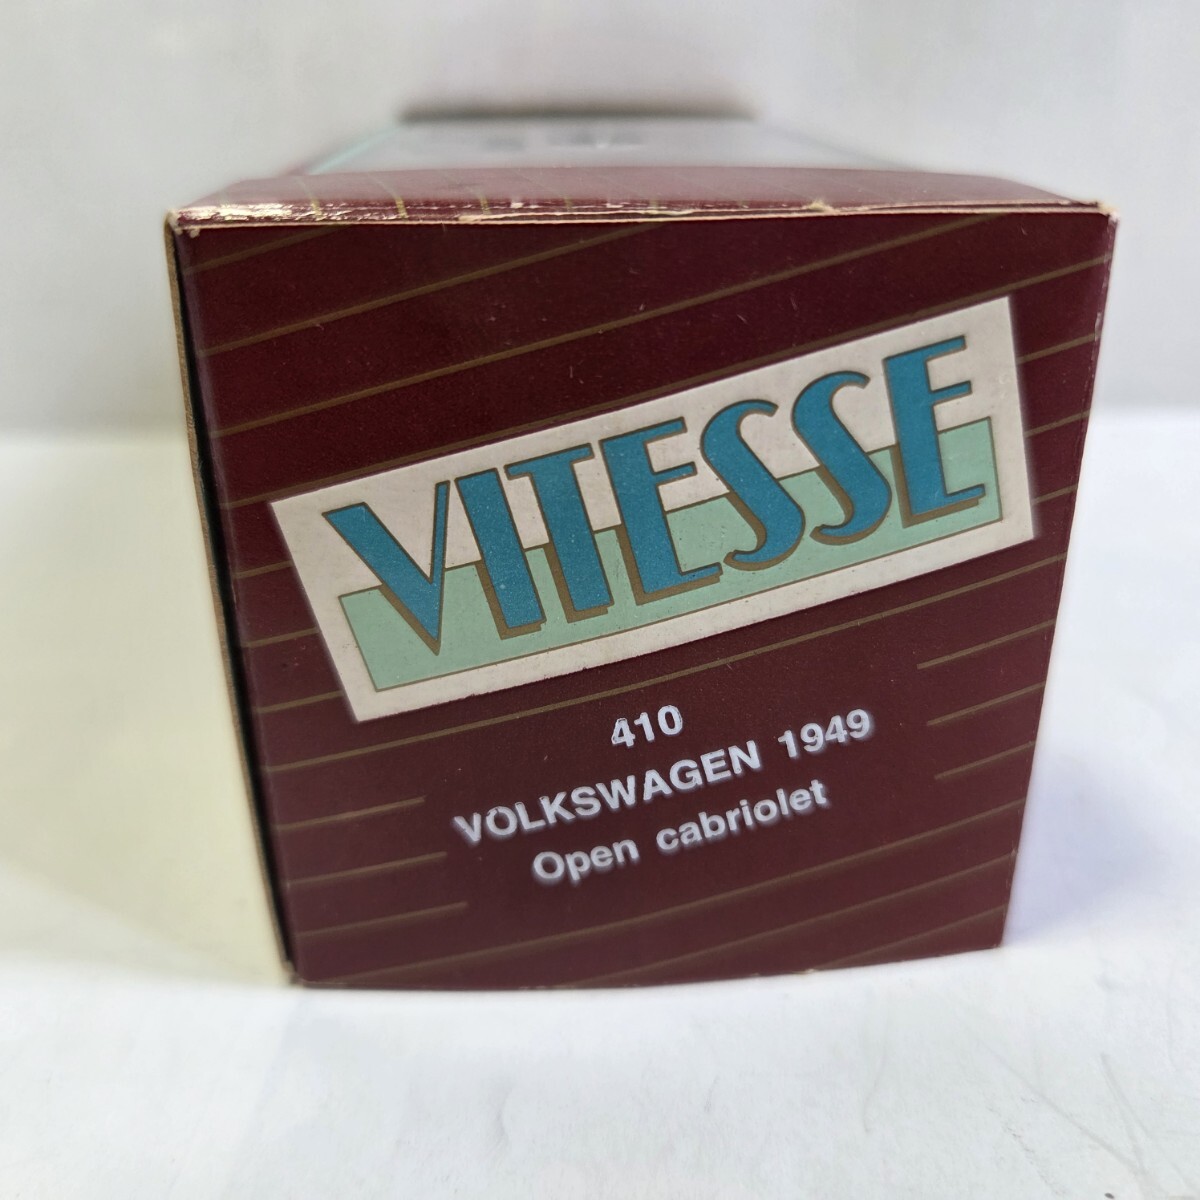 VITESSE
410
VOLKSWAGEN 1949
Open cabriolet